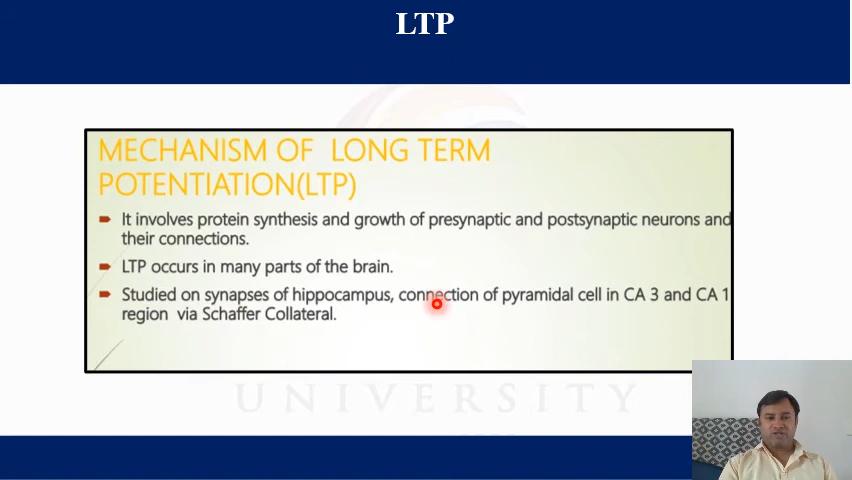 LTP
MECHANISM OF LONG TERM
POTENTIATION(LTP)
It involves protein synthesis and growth of presynaptic and postsynaptic neurons and
their connections.
LTP occurs in many parts of the brain.
Studied on synapses of hippocampus, connection of pyramidal cell in CA 3 and CA 1
region via Schaffer Collateral.
UNIVERSITY